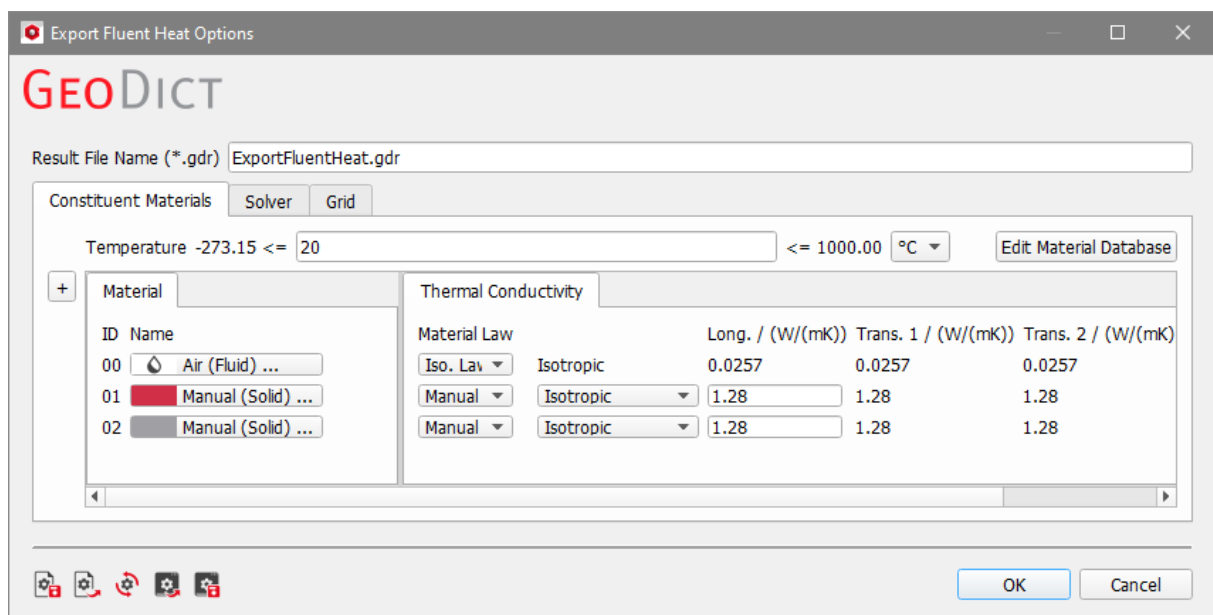 Export Fluent Heat Options
GEODICT
Result File Name (*.gdr) ExportFluentHeat.gdr
Constituent Materials Solver Grid
Temperature -273.15 <= 20 <= 1000.00 °C Edit Material Database
+ Material Thermal Conductivity
ID Name Material Law Long. / (W/(mK)) Trans. 1 / (W/(mK)) Trans. 2 / (W/(mK)
00 Air (Fluid) ... Iso. Lav Isotropic 0.0257 0.0257 0.0257
01 Manual (Solid) ... Manual Isotropic 1.28 1.28 1.28
02 Manual (Solid) ... Manual Isotropic 1.28 1.28 1.28
OK Cancel